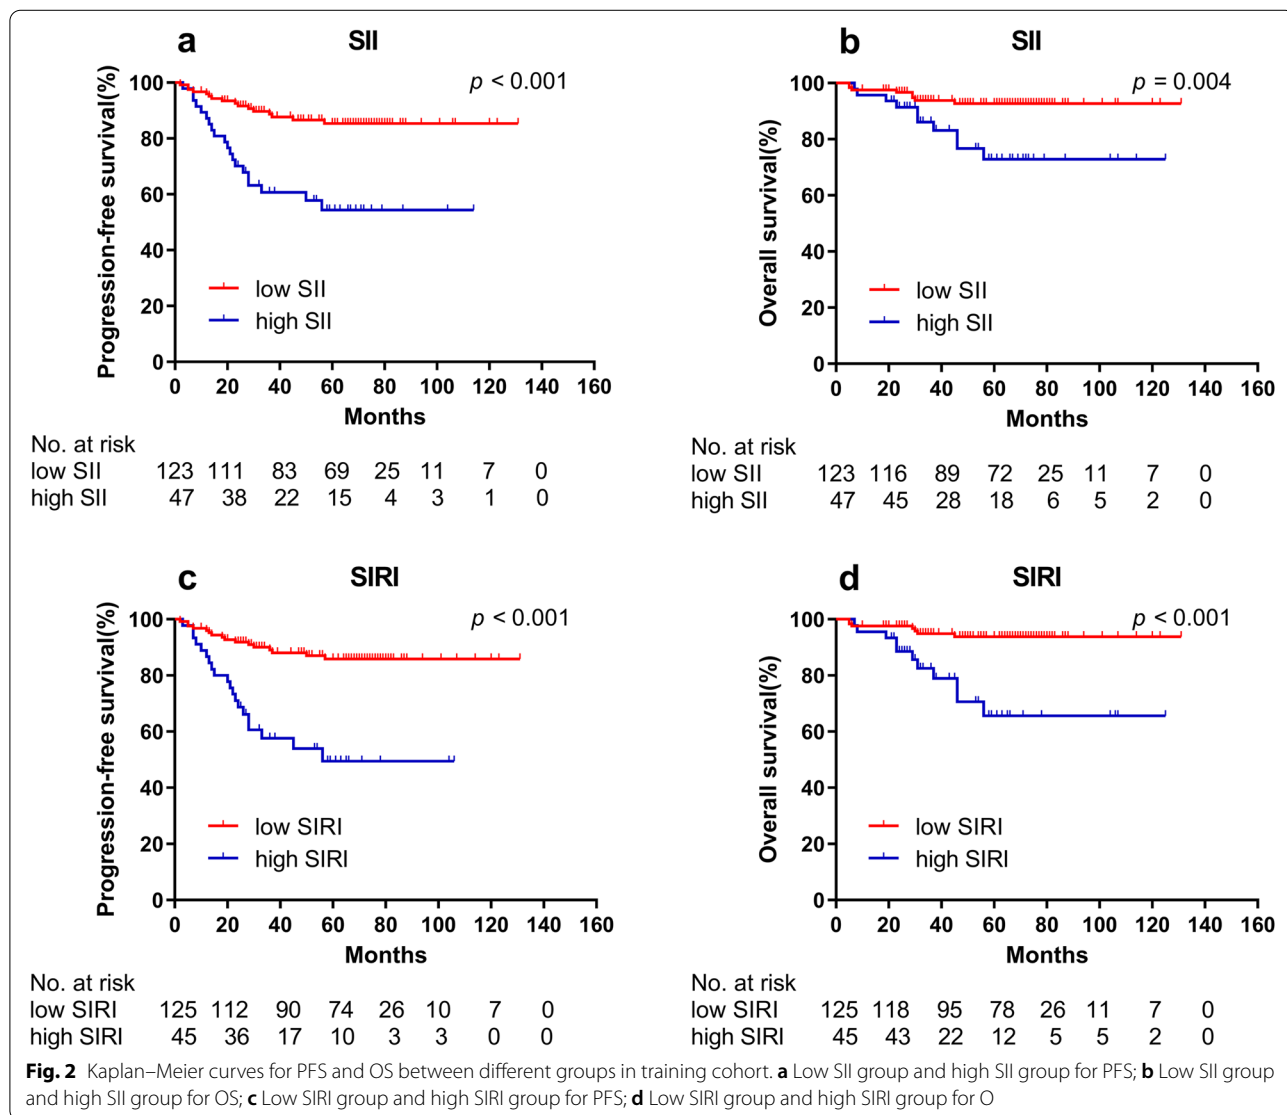 a SII
p < 0.001
Progression-free survival(%)
100
80
60
40
20
0
low SII
high SII
0 20 40 60 80 100 120 140 160
Months
No. at risk
low SII 123 111 83 69 25 11 7 0
high SII 47 38 22 15 4 3 1 0
b SII
p = 0.004
Overall survival(%)
100
80
60
40
20
0
low SII
high SII
0 20 40 60 80 100 120 140 160
Months
No. at risk
low SII 123 116 89 72 25 11 7 0
high SII 47 45 28 18 6 5 2 0
c SIRI
p < 0.001
Progression-free survival(%)
100
80
60
40
20
0
low SIRI
high SIRI
0 20 40 60 80 100 120 140 160
Months
No. at risk
low SIRI 125 112 90 74 26 10 7 0
high SIRI 45 36 17 10 3 3 0 0
d SIRI
p < 0.001
Overall survival(%)
100
80
60
40
20
0
low SIRI
high SIRI
0 20 40 60 80 100 120 140 160
Months
No. at risk
low SIRI 125 118 95 78 26 11 7 0
high SIRI 45 43 22 12 5 5 2 0
Fig. 2 Kaplan–Meier curves for PFS and OS between different groups in training cohort. a Low SII group and high SII group for PFS; b Low SII group
and high SII group for OS; c Low SIRI group and high SIRI group for PFS; d Low SIRI group and high SIRI group for O